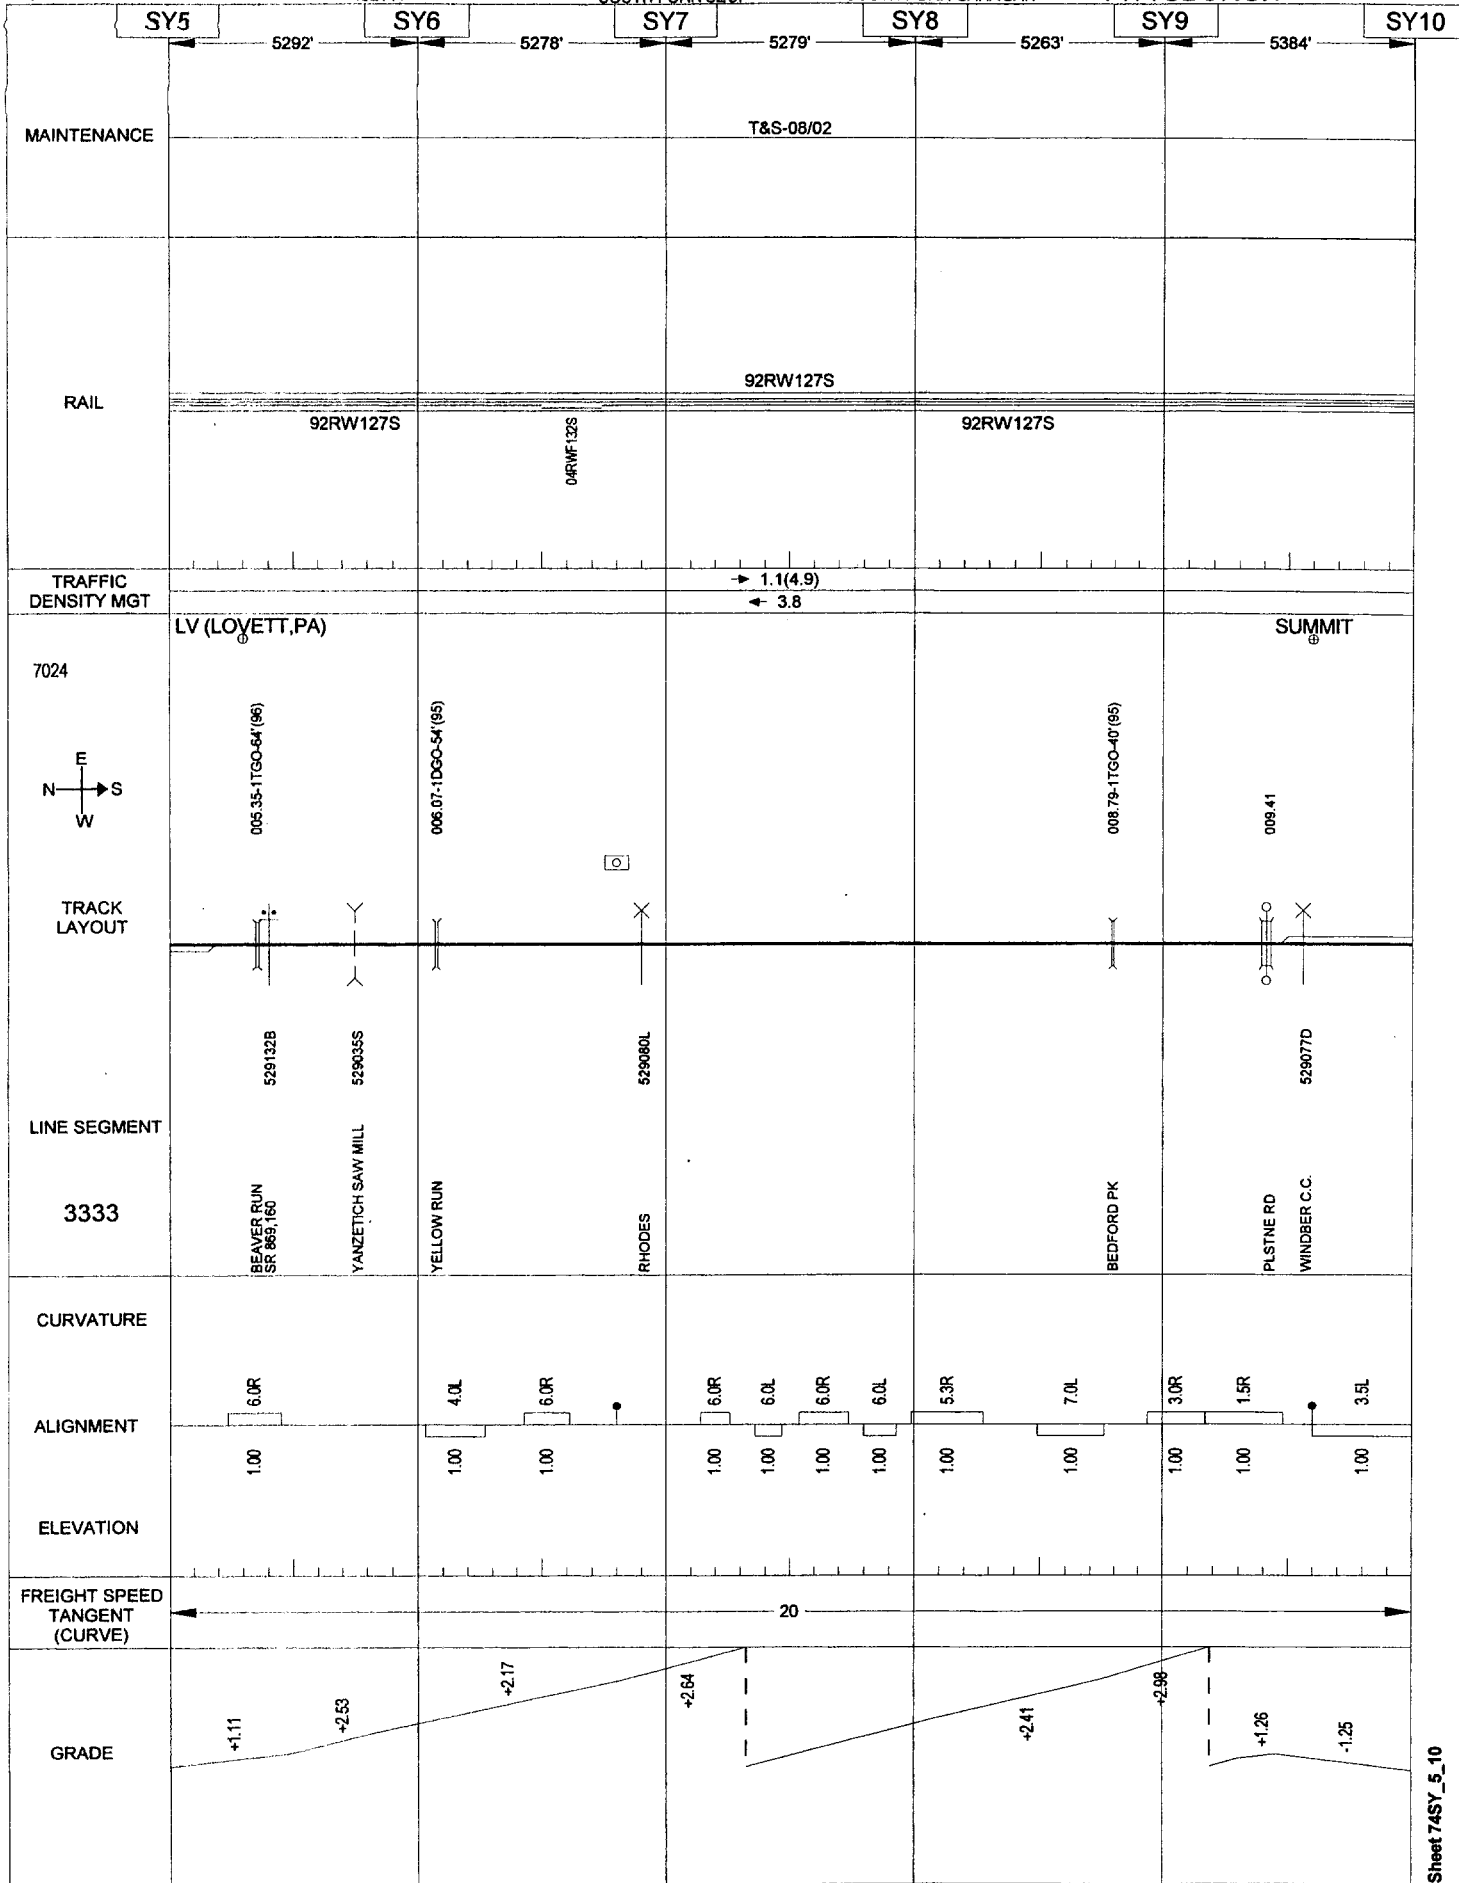 SY5 SY6 SY7 SY8 SY9 SY10
5292' 5278' 5279' 5263' 5384'
MAINTENANCE
T&S-08/02
RAIL
92RW127S
92RW127S
92RW127S
04RWF132S
TRAFFIC
DENSITY MGT
1.1(4.9)
3.8
LV (LOVETT,PA)
SUMMIT
7024
E
N S
W
005.35-1TGO-64'(96)
006.07-1DGO-54'(95)
008.79-1TGO-40'(95)
009.41
TRACK
LAYOUT
529132B
529035S
529080L
529077D
LINE SEGMENT
3333
BEAVER RUN
SR 869,160
YANZETICH SAW MILL
YELLOW RUN
RHODES
BEDFORD PK
PLSTNE RD
WINDBER C.C.
CURVATURE
6.0R 4.0L 6.0R 6.0R 6.0L 6.0R 6.0L 5.3R 7.0L 3.0R 1.5R 3.5L
ALIGNMENT
1.00 1.00 1.00 1.00 1.00 1.00 1.00 1.00 1.00 1.00 1.00 1.00
ELEVATION
FREIGHT SPEED
TANGENT
(CURVE)
20
GRADE
+1.11 +2.53 +2.17 +2.64 +2.41 +2.98 +1.26 -1.25
Sheet 74SY_5_10